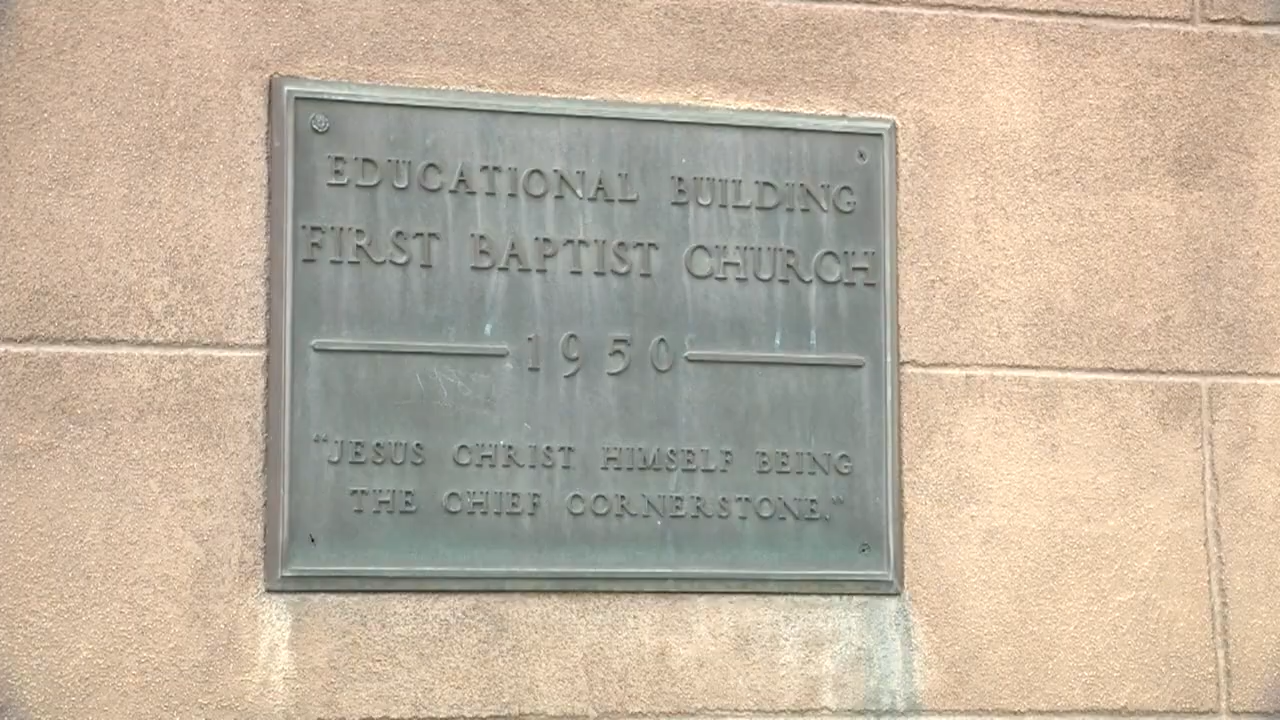 EDUCATIONAL BUILDING
FIRST BAPTIST CHURCH
1950
“JESUS CHRIST HIMSELF BEING
THE CHIEF CORNERSTONE.”